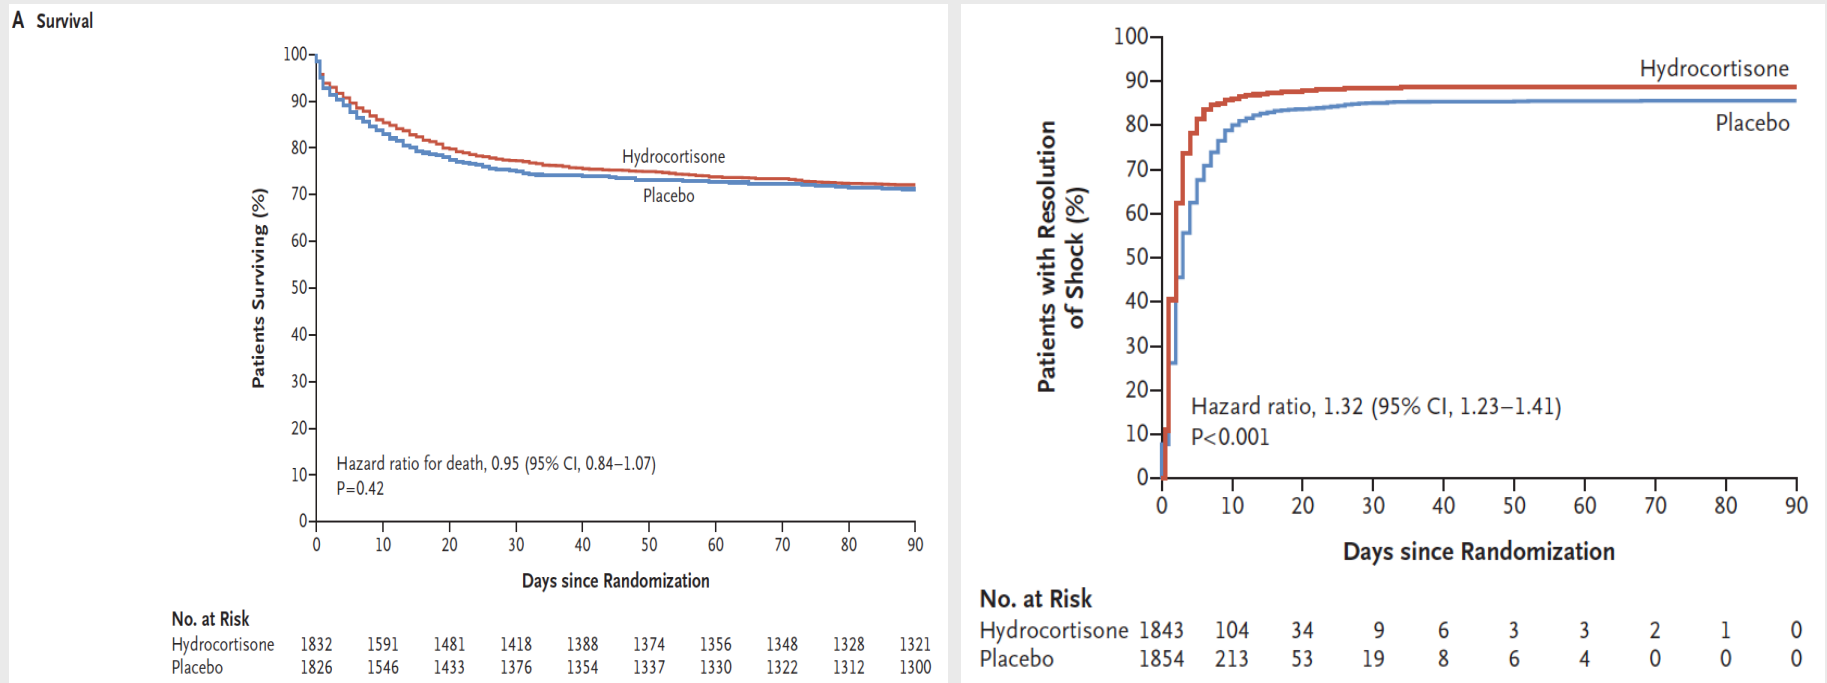 A Survival
100
90
80
70
60
50
40
30
20
10
0
Patients Surviving (%)
Hydrocortisone
Placebo
Hazard ratio for death, 0.95 (95% CI, 0.84–1.07)
P=0.42
0 10 20 30 40 50 60 70 80 90
Days since Randomization
No. at Risk
Hydrocortisone 1832 1591 1481 1418 1388 1374 1356 1348 1328 1321
Placebo 1826 1546 1433 1376 1354 1337 1330 1322 1312 1300
100
90
80
70
60
50
40
30
20
10
0
Patients with Resolution
of Shock (%)
Hydrocortisone
Placebo
Hazard ratio, 1.32 (95% CI, 1.23–1.41)
P<0.001
0 10 20 30 40 50 60 70 80 90
Days since Randomization
No. at Risk
Hydrocortisone 1843 104 34 9 6 3 3 2 1 0
Placebo 1854 213 53 19 8 6 4 0 0 0